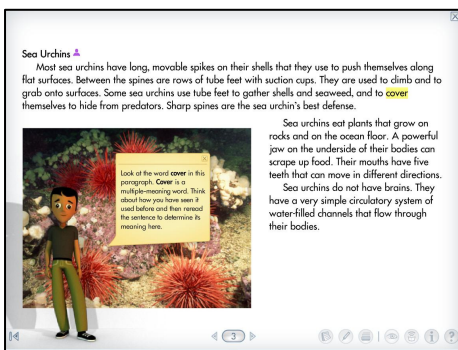 Sea Urchins
Most sea urchins have long, movable spikes on their shells that they use to push themselves along
flat surfaces. Between the spines are rows of tube feet with suction cups. They are used to climb and to
grab onto surfaces. Some sea urchins use tube feet to gather shells and seaweed, and to cover
themselves to hide from predators. Sharp spines are the sea urchin's best defense.
Look at the word cover in this
paragraph. Cover is a
multiple-meaning word. Think
about how you have seen it
used before and then reread
the sentence to determine its
meaning here.
Sea urchins eat plants that grow on
rocks and on the ocean floor. A powerful
jaw on the underside of their bodies can
scrape up food. Their mouths have five
teeth that can move in different directions.
Sea urchins do not have brains. They
have a very simple circulatory system of
water-filled channels that flow through
their bodies.
3